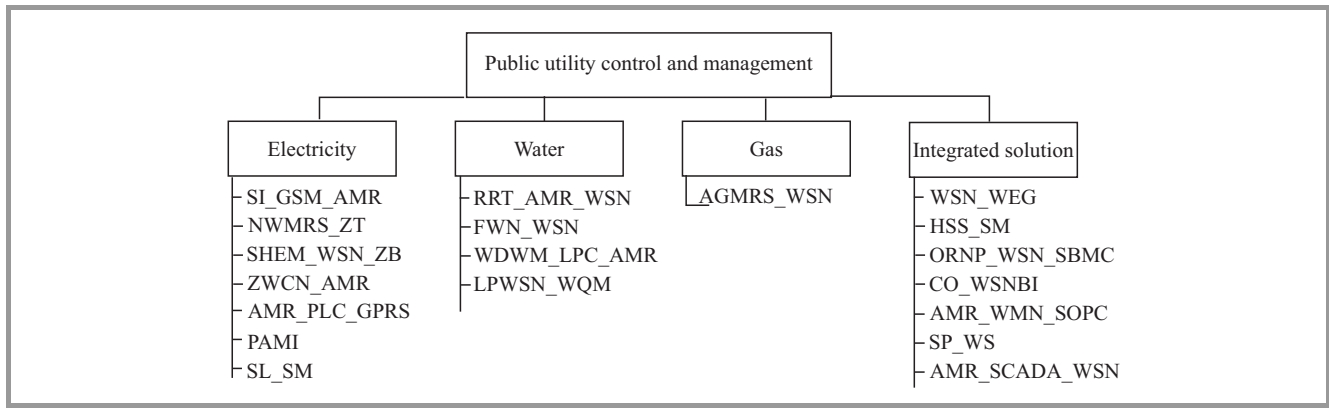 Public utility control and management
Electricity
SI_GSM_AMR
NWMRS_ZT
SHEM_WSN_ZB
ZWCN_AMR
AMR_PLC_GPRS
PAMI
SL_SM
Water
RRT_AMR_WSN
FWN_WSN
WDWM_LPC_AMR
LPWSN_WQM
Gas
AGMRS_WSN
Integrated solution
WSN_WEG
HSS_SM
ORNP_WSN_SBMC
CO_WSNBI
AMR_WMN_SOPC
SP_WS
AMR_SCADA_WSN